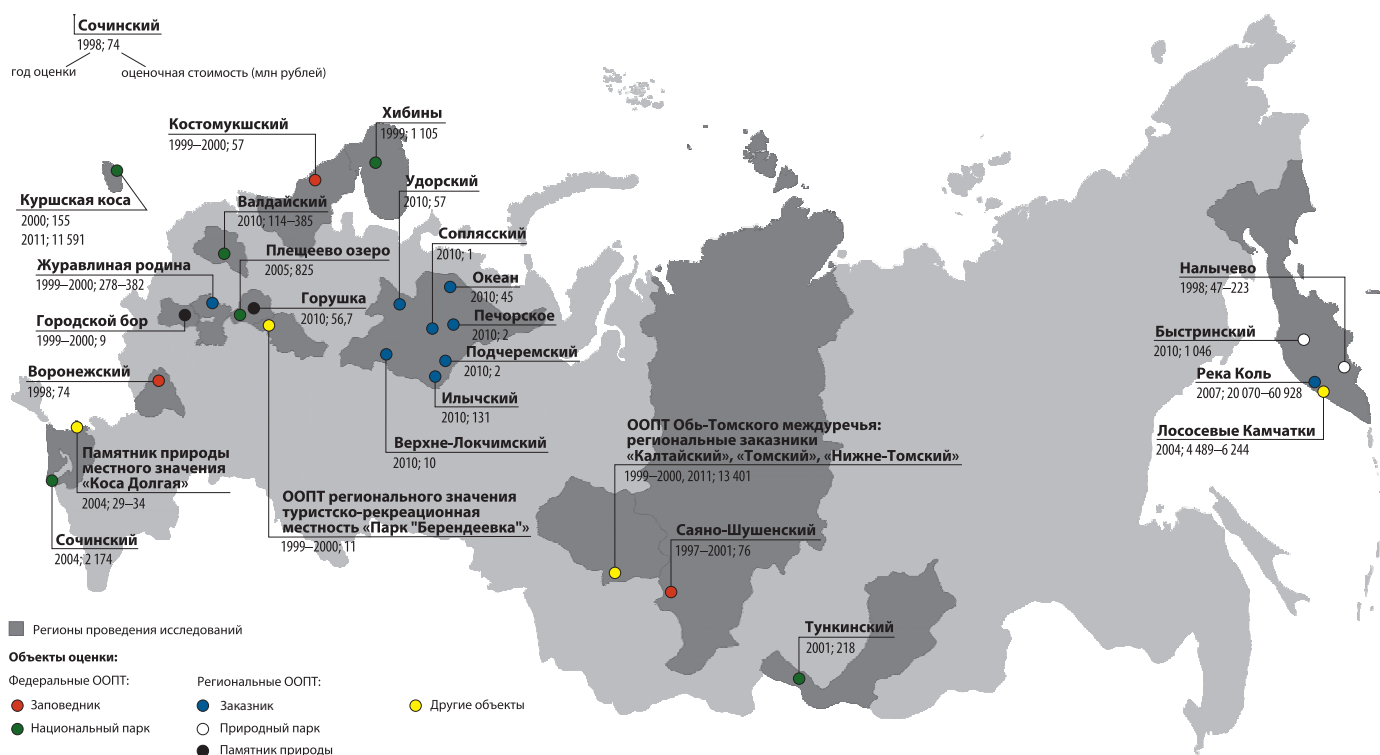 Сочинский
1998; 74
год оценки
оценочная стоимость (млн рублей)
Хибины
1999; 1 105
Костомукшский
1999–2000; 57
Удорский
2010; 57
Куршская коса
2000; 155
2011; 11 591
Валдайский
2010; 114–385
Соплясский
2010; 1
Плещеево озеро
2005; 825
Журавлиная родина
1999–2000; 278–382
Океан
2010; 45
Налычево
1998; 47–223
Горушка
2010; 56,7
Городской бор
1999–2000; 9
Печорское
2010; 2
Быстринский
2010; 1 046
Подчеремский
2010; 2
Воронежский
1998; 74
Река Коль
2007; 20 070–60 928
Илычский
2010; 131
Лососевые Камчатки
2004; 4 489–6 244
Верхне-Локчимский
2010; 10
ООПТ Обь-Томского междуречья:
региональные заказники
«Калтайский», «Томский», «Нижне-Томский»
1999–2000, 2011; 13 401
Памятник природы
местного значения
«Коса Долгая»
2004; 29–34
ООПТ регионального значения
туристско-рекреационная
местность «Парк "Берендеевка"»
1999–2000; 11
Сочинский
2004; 2 174
Саяно-Шушенский
1997–2001; 76
Тункинский
2001; 218
Регионы проведения исследований
Объекты оценки:
Федеральные ООПТ:
Заповедник
Национальный парк
Региональные ООПТ:
Заказник
Природный парк
Памятник природы
Другие объекты